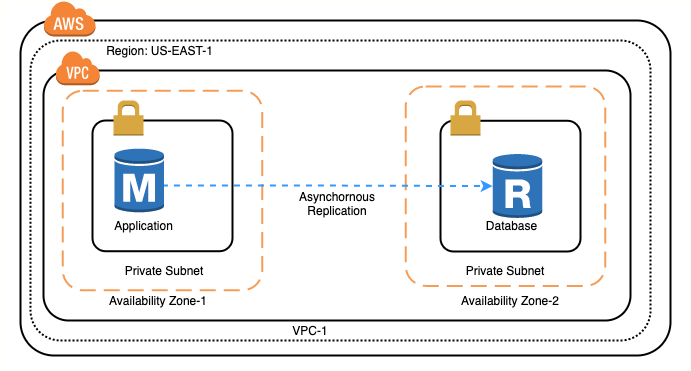 AWS
Region: US-EAST-1
VPC
M
Application
Asynchornous
Replication
R
Database
Private Subnet
Private Subnet
Availability Zone-1
Availability Zone-2
VPC-1